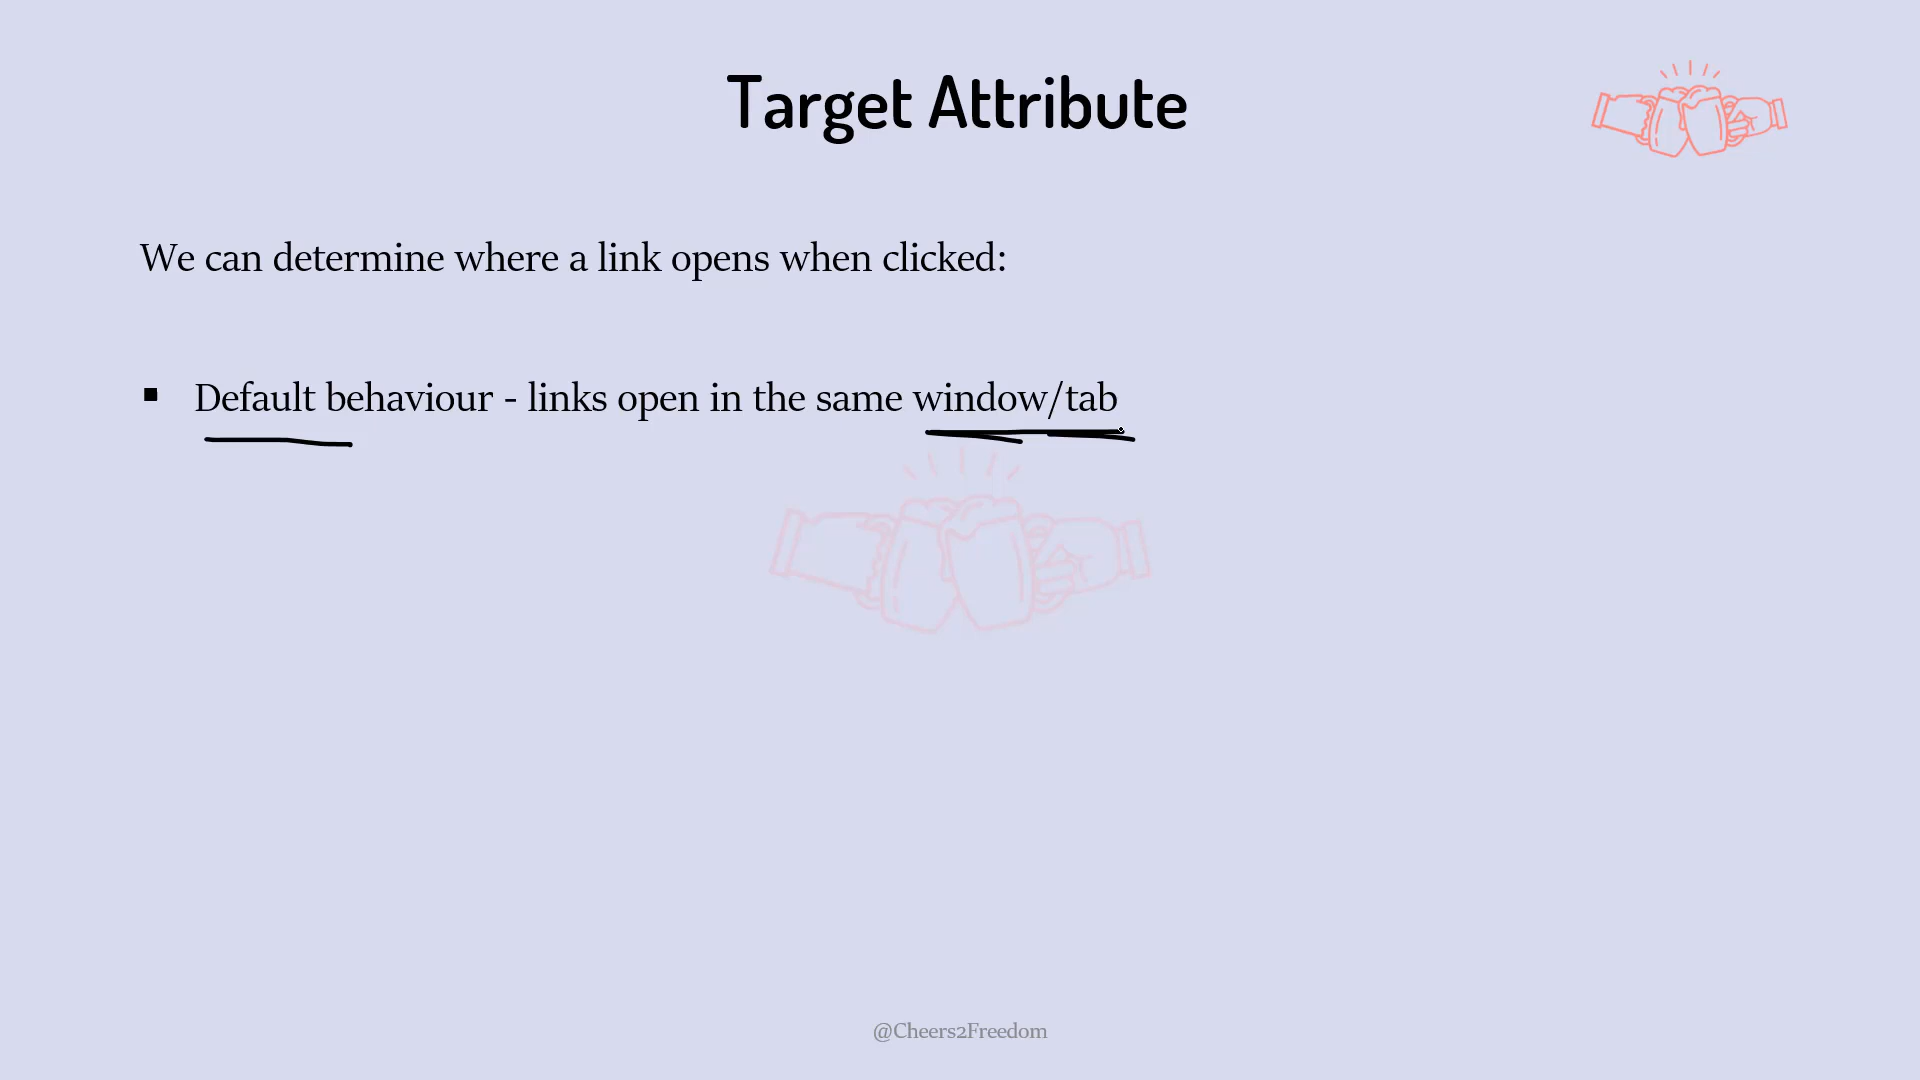 Target Attribute
We can determine where a link opens when clicked:
▪ Default behaviour - links open in the same window/tab
@Cheers2Freedom